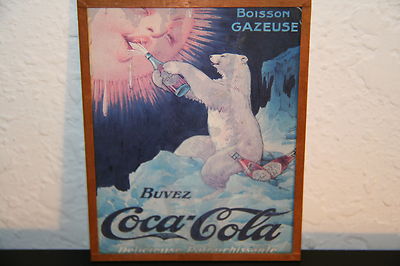 BOISSON
GAZEUSE
BUVEZ
Coca-Cola
Délicieuse Rafraîchissante